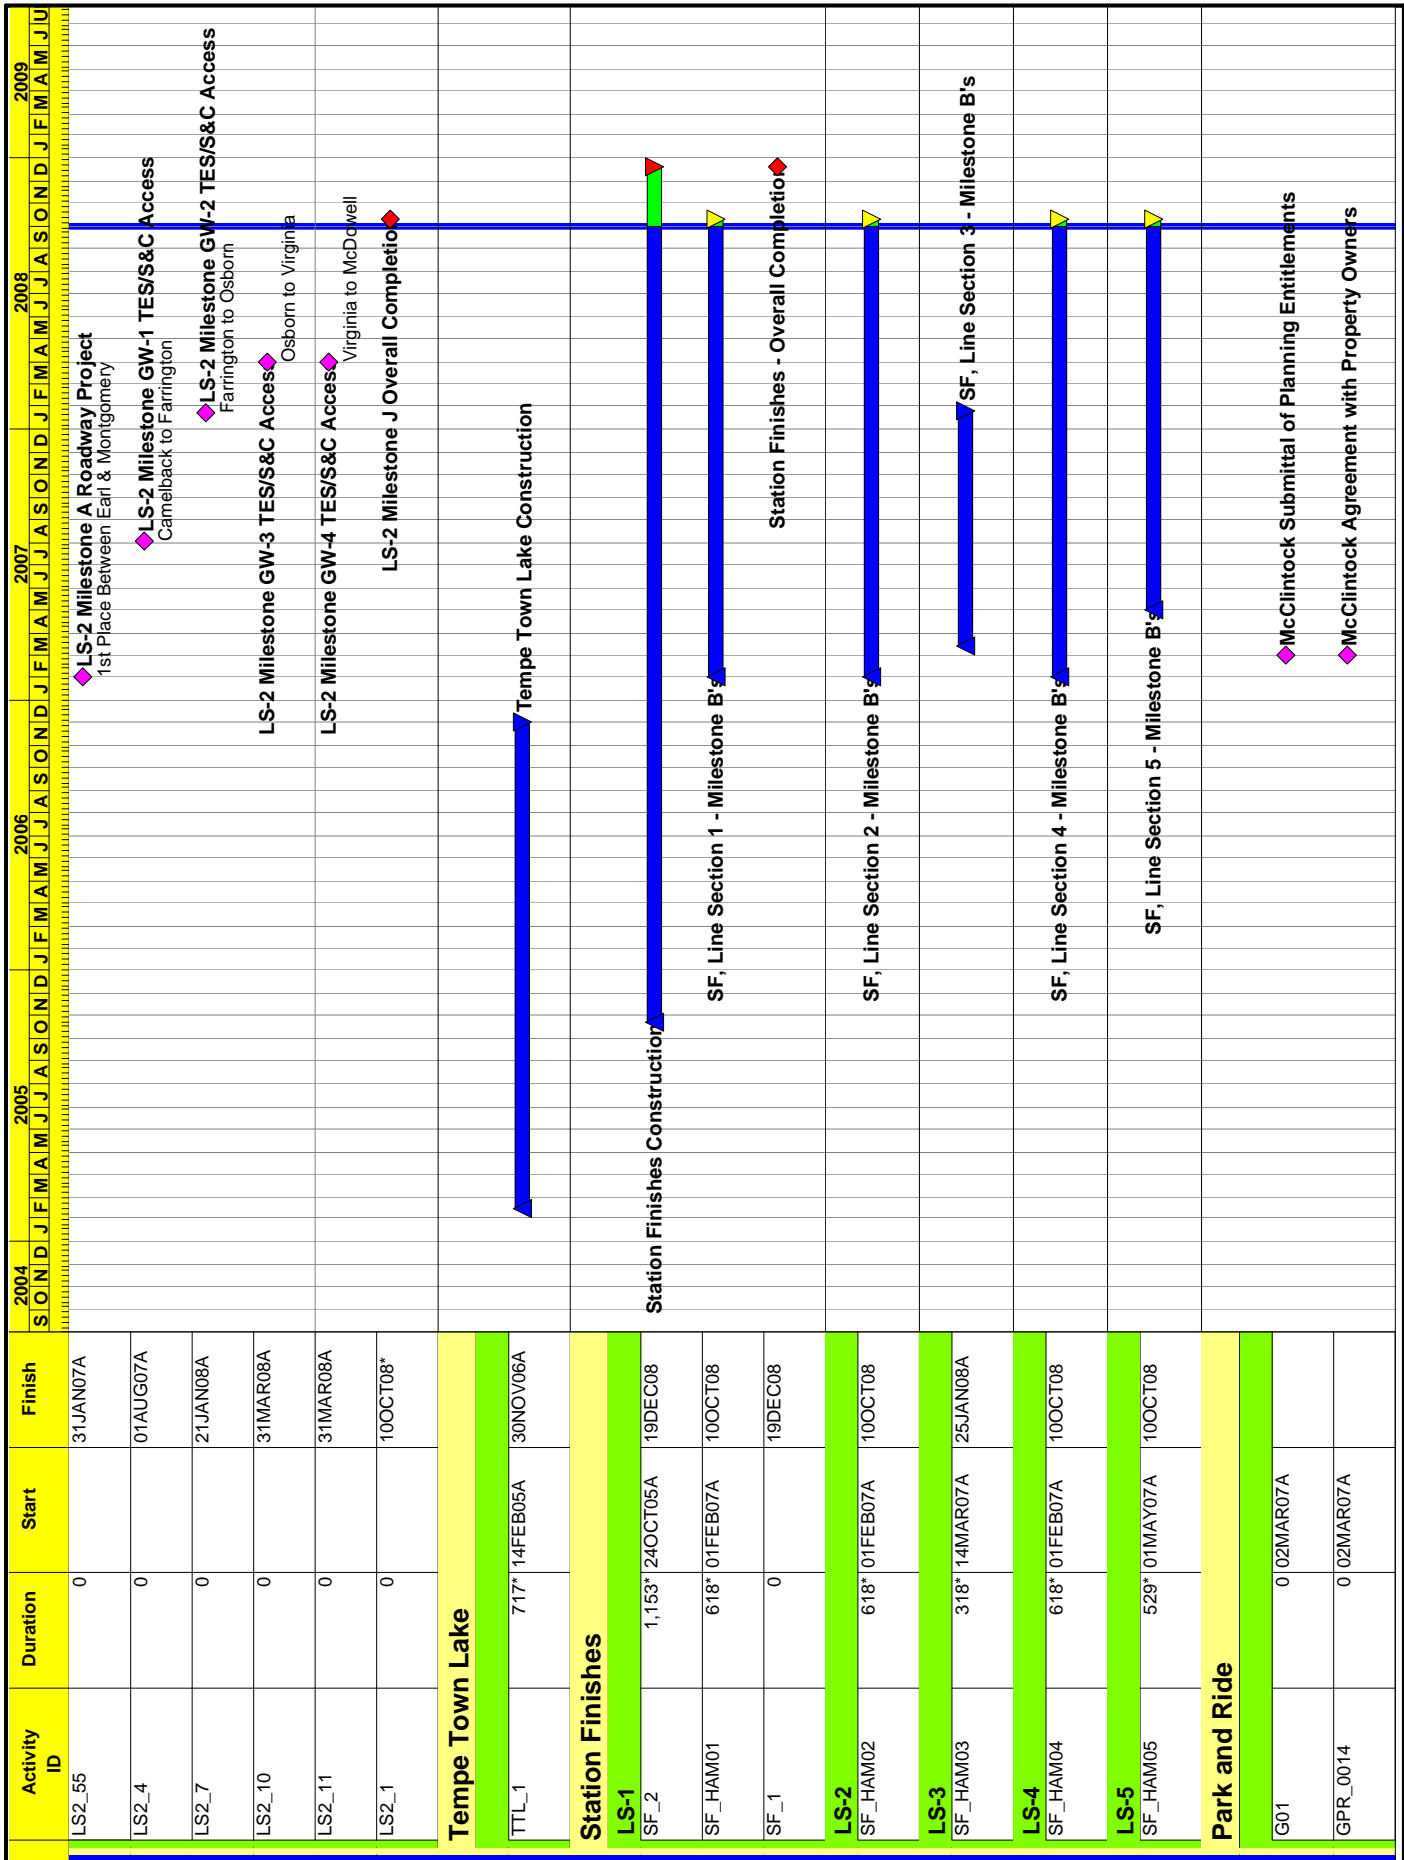 Activity ID Duration Start Finish 2004 2005 2006 2007 2008 2009
S O N D J F M A M J J A S O N D J F M A M J J A S O N D J F M A M J J A S O N D J F M A M J J A S O N D J F M A M J U
LS2_55 0 31JAN07A LS-2 Milestone A Roadway Project
1st Place Between Earl & Montgomery
LS2_4 0 01AUG07A LS-2 Milestone GW-1 TES/S&C Access
Camelback to Farrington
LS2_7 0 21JAN08A LS-2 Milestone GW-2 TES/S&C Access
Farrington to Osborn
LS2_10 0 31MAR08A LS-2 Milestone GW-3 TES/S&C Access
Osborn to Virginia
LS2_11 0 31MAR08A LS-2 Milestone GW-4 TES/S&C Access
Virginia to McDowell
LS2_1 0 10OCT08* LS-2 Milestone J Overall Completion
Tempe Town Lake
TTL_1 717* 14FEB05A 30NOV06A Tempe Town Lake Construction
Station Finishes
LS-1
SF_2 1,153* 24OCT05A 19DEC08 Station Finishes Construction
SF_HAM01 618* 01FEB07A 10OCT08 SF, Line Section 1 - Milestone B's
SF_1 0 19DEC08 Station Finishes - Overall Completion
LS-2
SF_HAM02 618* 01FEB07A 10OCT08 SF, Line Section 2 - Milestone B's
LS-3
SF_HAM03 318* 14MAR07A 25JAN08A SF, Line Section 3 - Milestone B's
LS-4
SF_HAM04 618* 01FEB07A 10OCT08 SF, Line Section 4 - Milestone B's
LS-5
SF_HAM05 529* 01MAY07A 10OCT08 SF, Line Section 5 - Milestone B's
Park and Ride
G01 0 02MAR07A McClintock Submittal of Planning Entitlements
GPR_0014 0 02MAR07A McClintock Agreement with Property Owners